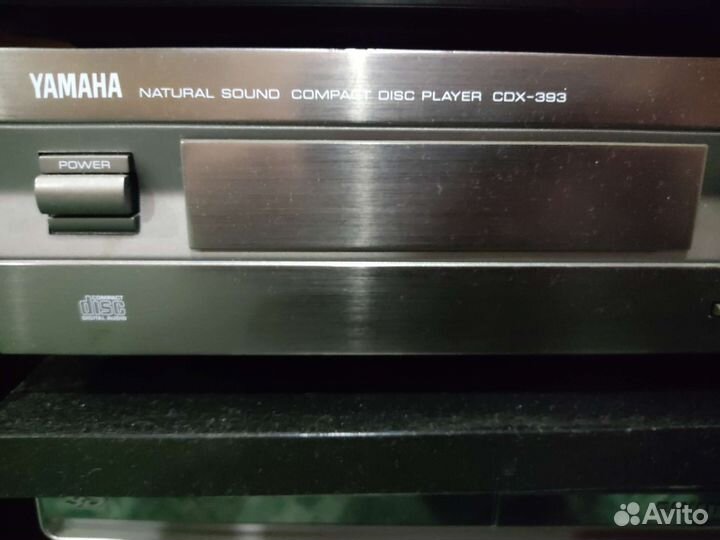 YAMAHA NATURAL SOUND COMPACT DISC PLAYER CDX-393
POWER
COMPACT
disc
DIGITAL AUDIO
Avito